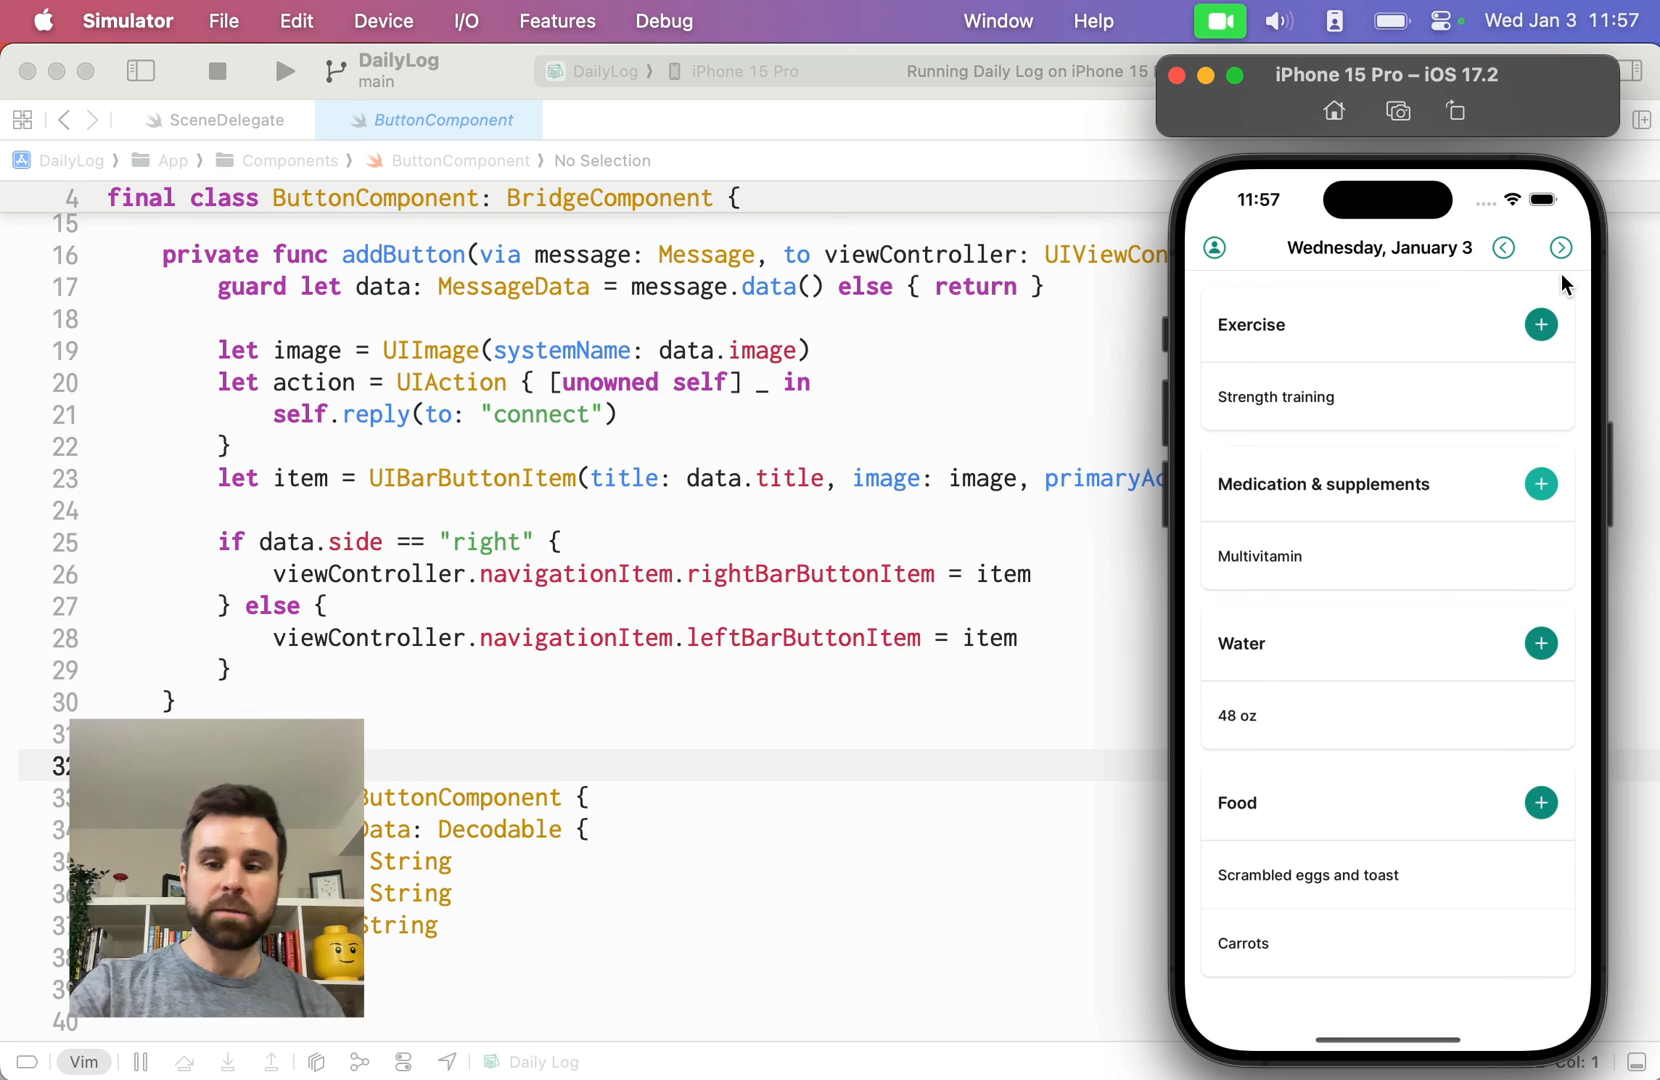 Simulator File Edit Device I/O Features Debug Window Help Wed Jan 3 11:57
DailyLog
main
DailyLog iPhone 15 Pro Running Daily Log on iPhone 15
SceneDelegate ButtonComponent
DailyLog App Components ButtonComponent No Selection
4 final class ButtonComponent: BridgeComponent {
15
16 private func addButton(via message: Message, to viewController: UIViewCon
17 guard let data: MessageData = message.data() else { return }
18
19 let image = UIImage(systemName: data.image)
20 let action = UIAction { [unowned self] _ in
21 self.reply(to: "connect")
22 }
23 let item = UIBarButtonItem(title: data.title, image: image, primaryAc
24
25 if data.side == "right" {
26 viewController.navigationItem.rightBarButtonItem = item
27 } else {
28 viewController.navigationItem.leftBarButtonItem = item
29 }
30 }
ButtonComponent {
Data: Decodable {
String
String
String
40
Vim Daily Log Col: 1
iPhone 15 Pro – iOS 17.2
11:57
Wednesday, January 3
Exercise
Strength training
Medication & supplements
Multivitamin
Water
48 oz
Food
Scrambled eggs and toast
Carrots